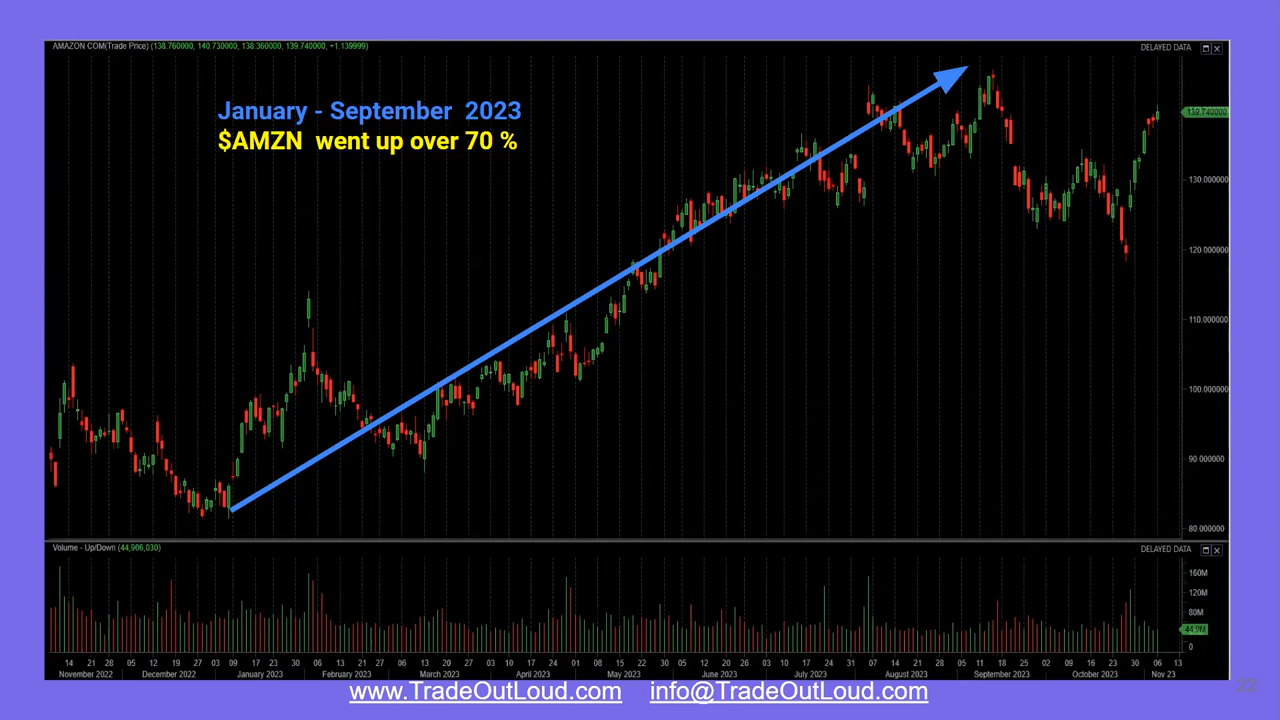 AMAZON COM(Trade Price) (138.760000, 140.730000, 138.360000, 139.740000, +1.139999)
DELAYED DATA
January - September 2023
$AMZN went up over 70 %
139.740000
130.000000
120.000000
110.000000
100.000000
90.000000
80.000000
Volume - Up/Down (44,906,030)
DELAYED DATA
160M
120M
80M
44.9M
0
14 21 28 05 12 19 27 03 09 17 23 30 06 13 21 27 06 13 20 27 03 10 17 24 01 08 15 22 30 05 12 20 26 03 10 17 24 31 07 14 21 28 05 11 18 25 02 09 16 23 30 06 13
November 2022 December 2022 January 2023 February 2023 March 2023 April 2023 May 2023 June 2023 July 2023 August 2023 September 2023 October 2023 Nov 23
www.TradeOutLoud.com info@TradeOutLoud.com
22